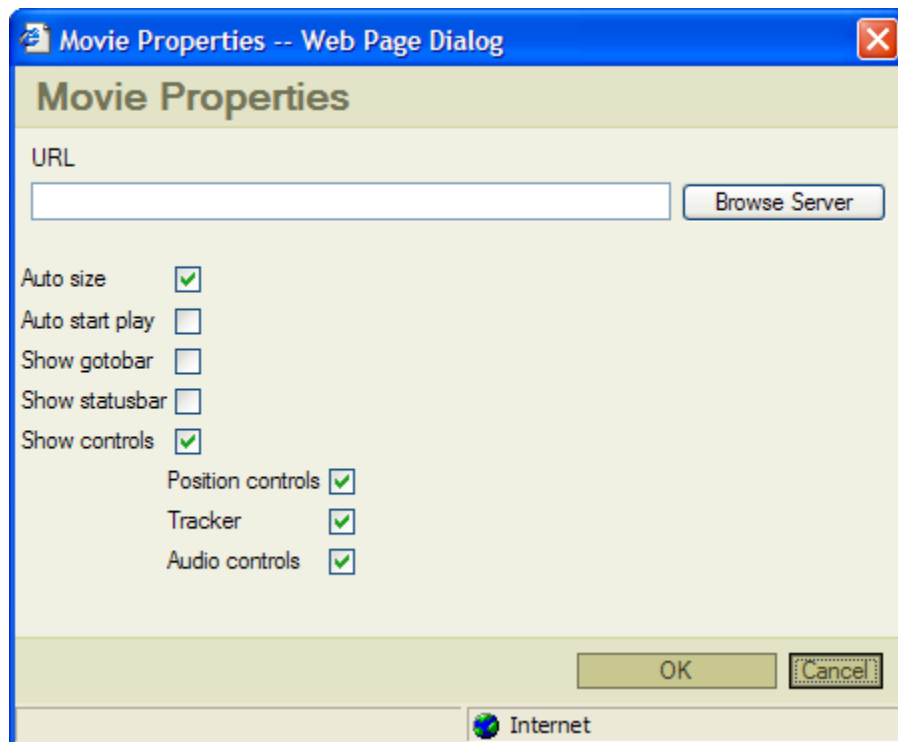 Movie Properties -- Web Page Dialog
Movie Properties
URL
Browse Server
Auto size
Auto start play
Show gotobar
Show statusbar
Show controls
Position controls
Tracker
Audio controls
OK Cancel
Internet